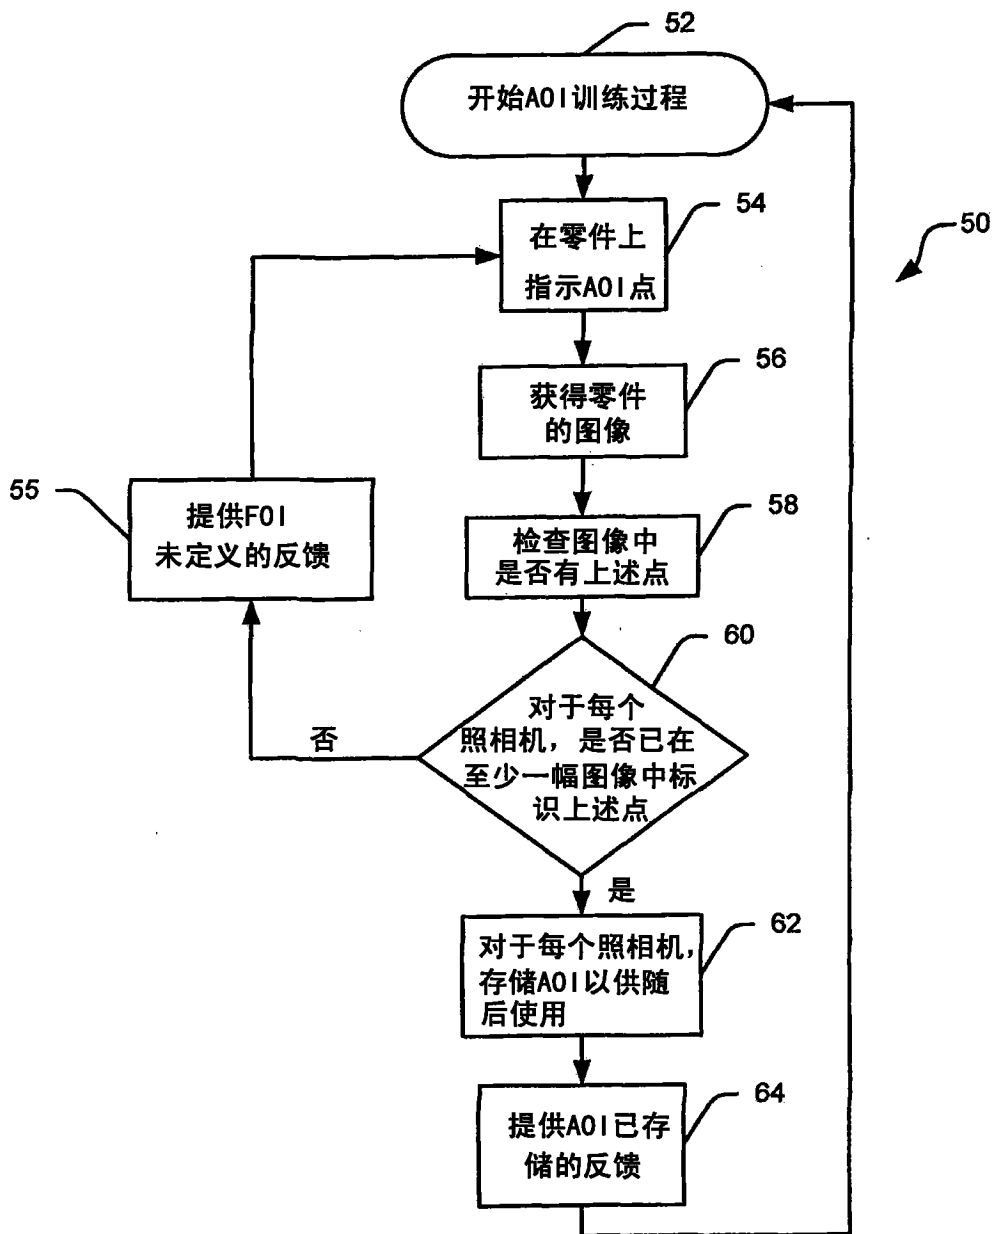 52
开始AOI训练过程
54
在零件上
指示AOI点
50
56
获得零件
的图像
55
提供FOI
未定义的反馈
58
检查图像中
是否有上述点
60
对于每个
照相机，是否已在
至少一幅图像中标
识上述点
否
是
62
对于每个照相机，
存储AOI以供随
后使用
64
提供AOI已存
储的反馈